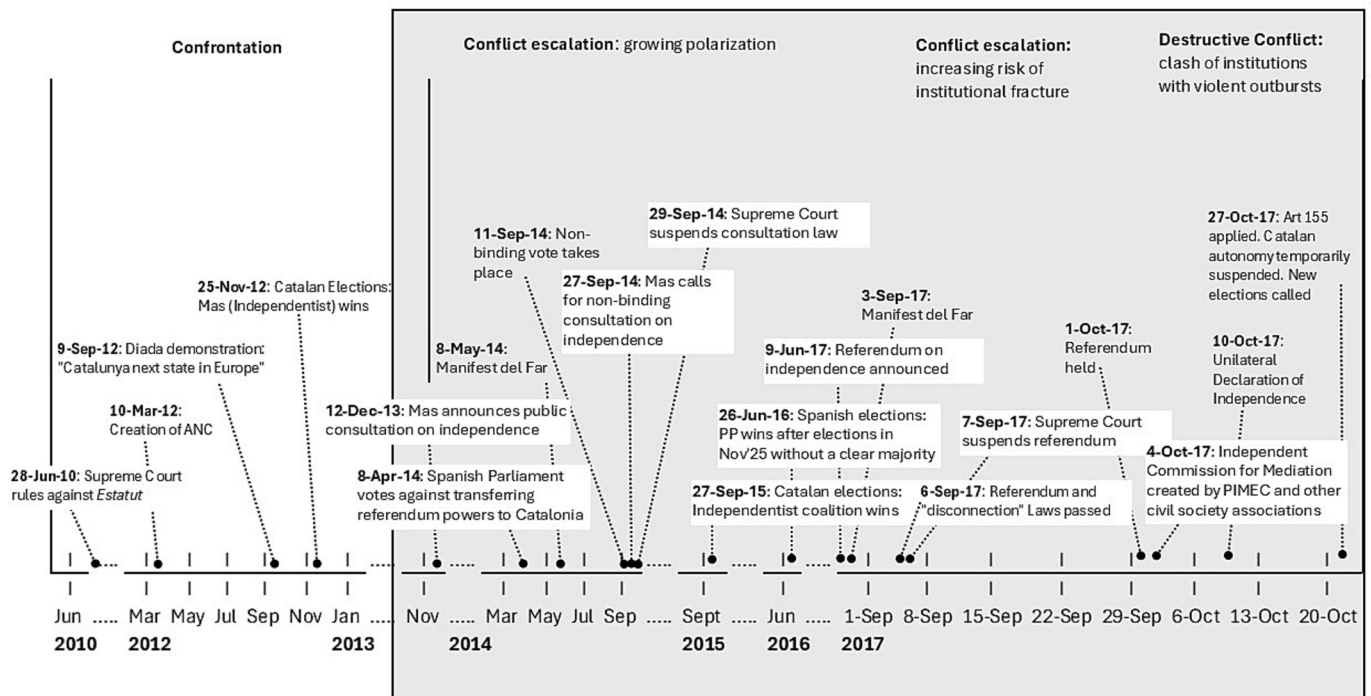 Confrontation
Conflict escalation: growing polarization
Conflict escalation:
increasing risk of
institutional fracture
Destructive Conflict:
clash of institutions
with violent outbursts
28-Jun-10: Supreme Court
rules against Estatut
10-Mar-12:
Creation of ANC
9-Sep-12: Diada demonstration:
"Catalunya next state in Europe"
25-Nov-12: Catalan Elections:
Mas (Independentist) wins
12-Dec-13: Mas announces public
consultation on independence
8-Apr-14: Spanish Parliament
votes against transferring
referendum powers to Catalonia
8-May-14:
Manifest del Far
11-Sep-14: Non-
binding vote takes
place
27-Sep-14: Mas calls
for non-binding
consultation on
independence
29-Sep-14: Supreme Court
suspends consultation law
27-Sep-15: Catalan elections:
Independentist coalition wins
26-Jun-16: Spanish elections:
PP wins after elections in
Nov'25 without a clear majority
9-Jun-17: Referendum on
independence announced
3-Sep-17:
Manifest del Far
6-Sep-17: Referendum and
"disconnection" Laws passed
7-Sep-17: Supreme Court
suspends referendum
1-Oct-17:
Referendum
held
4-Oct-17: Independent
Commission for Mediation
created by PIMEC and other
civil society associations
10-Oct-17:
Unilateral
Declaration of
Independence
27-Oct-17: Art 155
applied. Catalan
autonomy temporarily
suspended. New
elections called
Jun ..... Mar May Jul Sep Nov Jan ..... Nov ..... Mar May Jul Sep ..... Sept ..... Jun ..... 1-Sep 8-Sep 15-Sep 22-Sep 29-Sep 6-Oct 13-Oct 20-Oct
2010 2012 2013 2014 2015 2016 2017